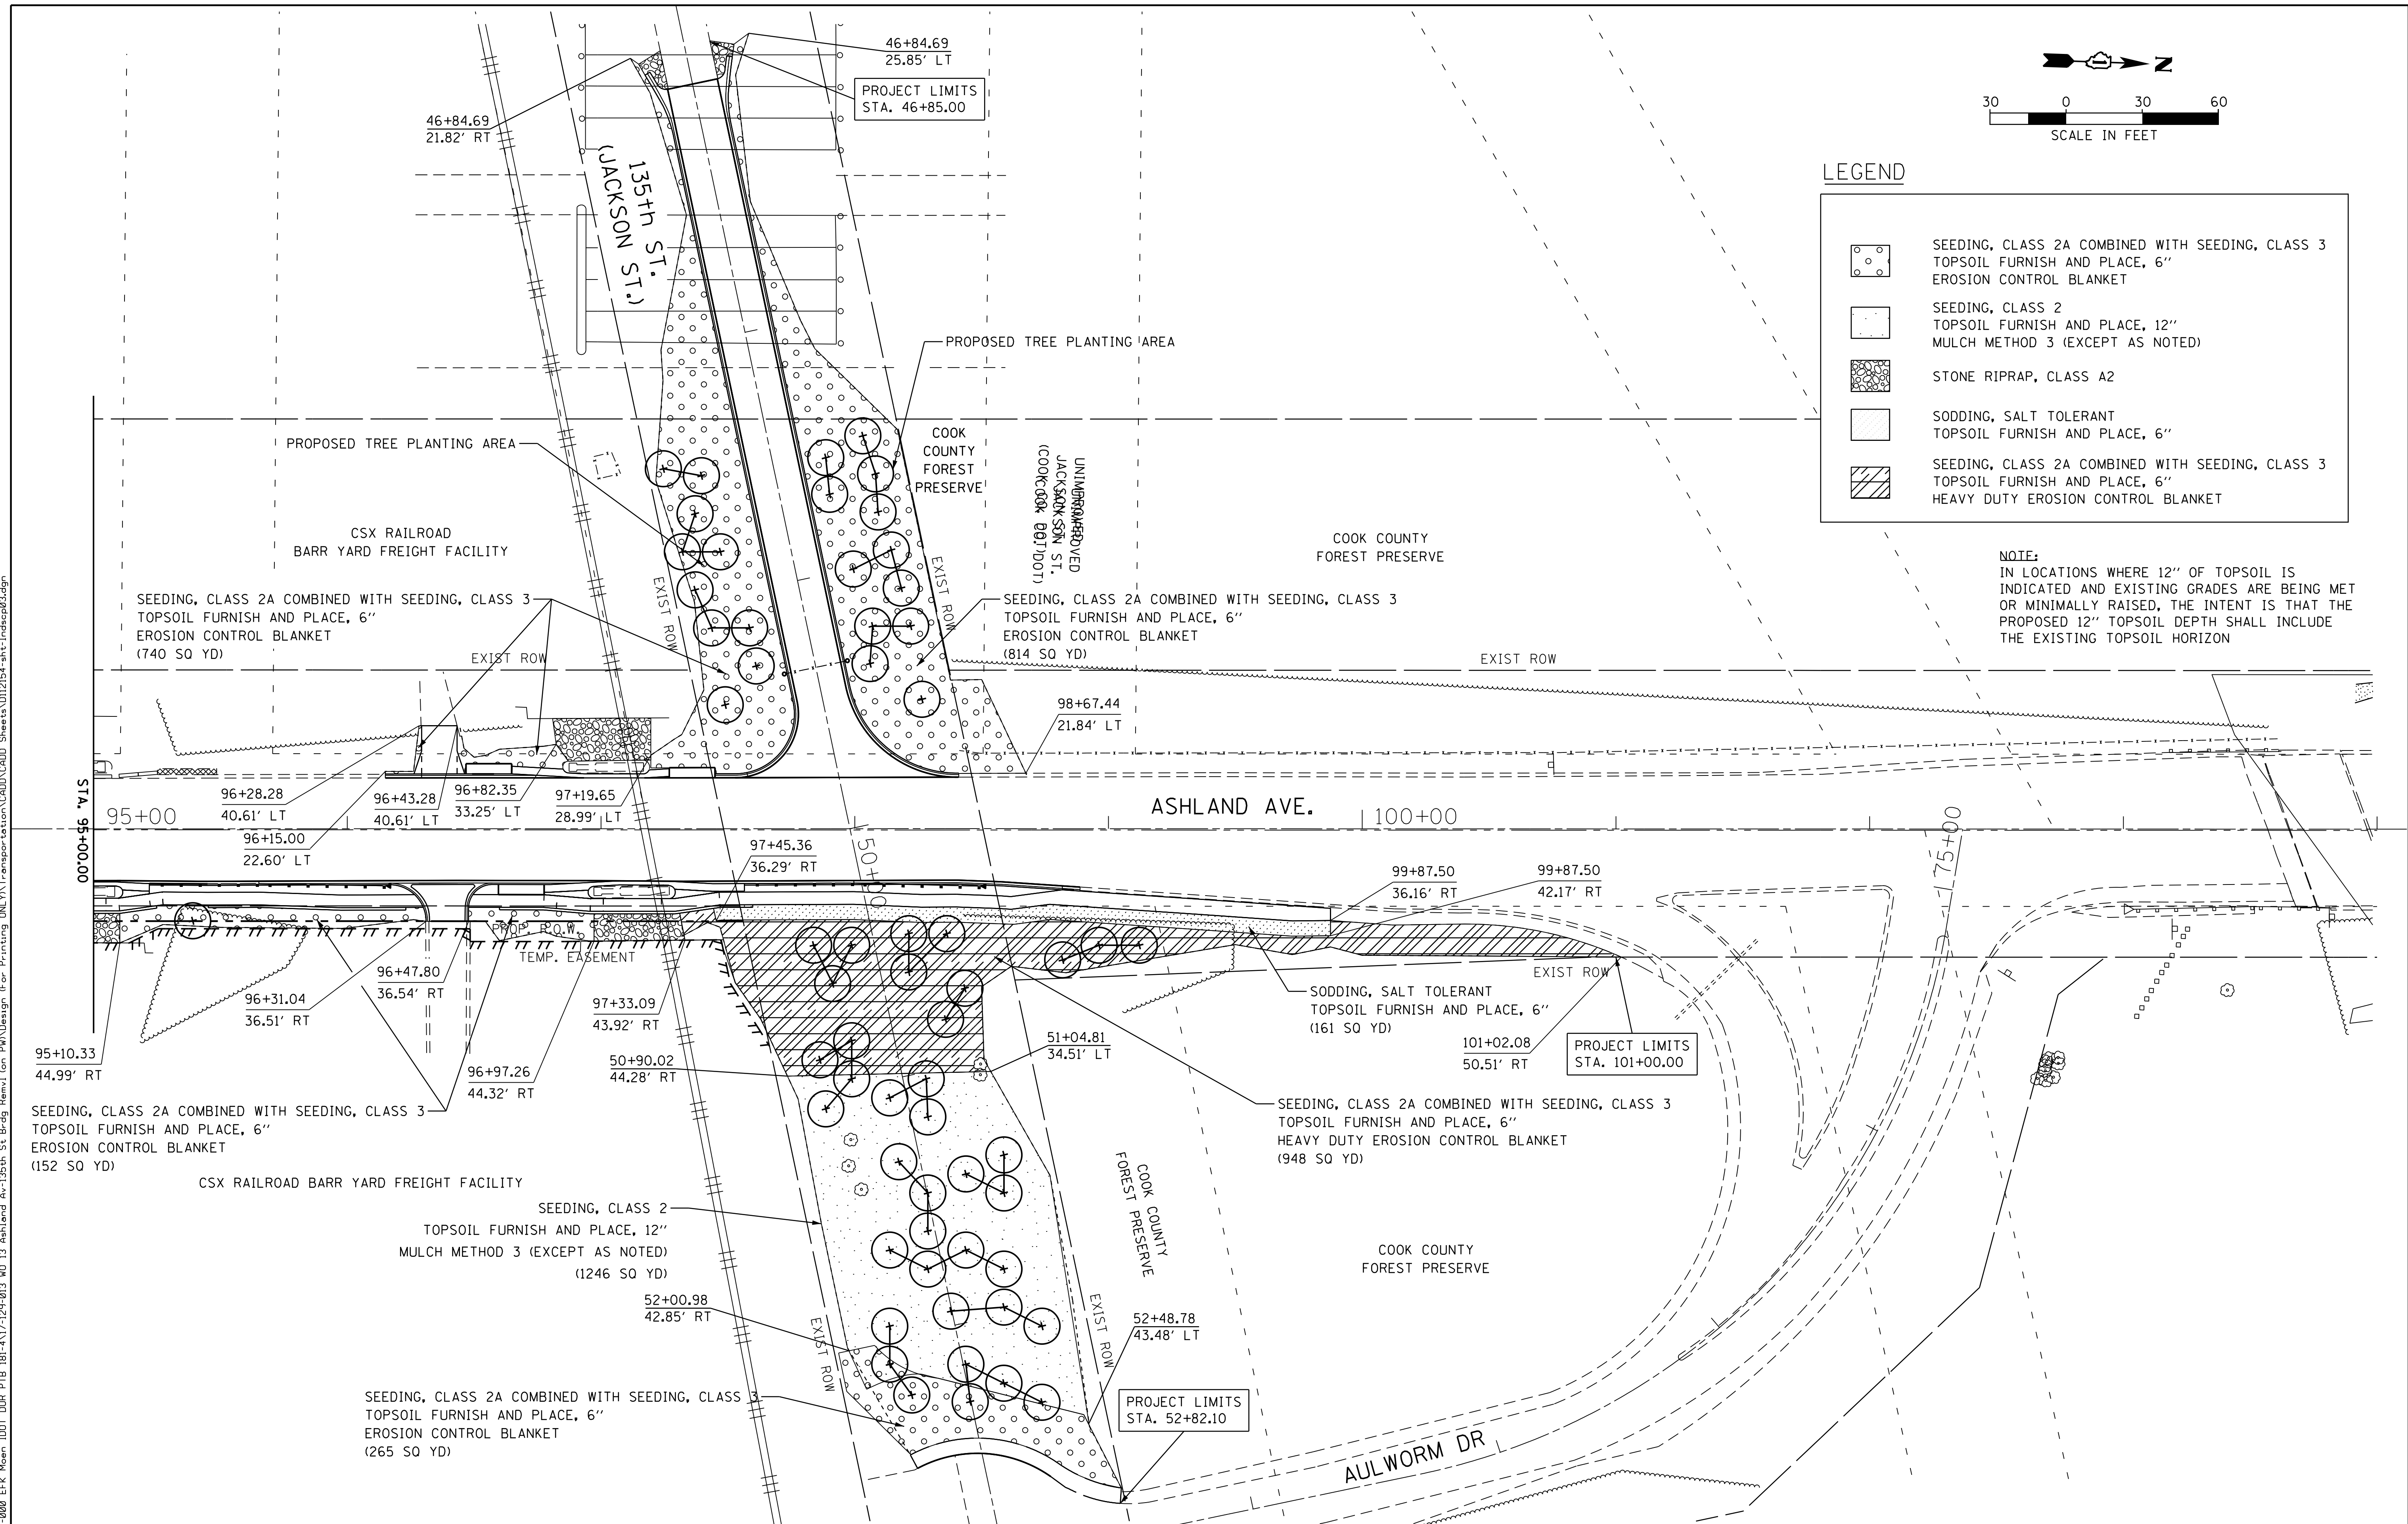 46+84.69
25.85' LT
PROJECT LIMITS
STA. 46+85.00
46+84.69
21.82' RT
135th ST.
(JACKSON ST.)
N
30 0 30 60
SCALE IN FEET
LEGEND
SEEDING, CLASS 2A COMBINED WITH SEEDING, CLASS 3
TOPSOIL FURNISH AND PLACE, 6"
EROSION CONTROL BLANKET
SEEDING, CLASS 2
TOPSOIL FURNISH AND PLACE, 12"
MULCH METHOD 3 (EXCEPT AS NOTED)
STONE RIPRAP, CLASS A2
SODDING, SALT TOLERANT
TOPSOIL FURNISH AND PLACE, 6"
SEEDING, CLASS 2A COMBINED WITH SEEDING, CLASS 3
TOPSOIL FURNISH AND PLACE, 6"
HEAVY DUTY EROSION CONTROL BLANKET
NOTE:
IN LOCATIONS WHERE 12" OF TOPSOIL IS
INDICATED AND EXISTING GRADES ARE BEING MET
OR MINIMALLY RAISED, THE INTENT IS THAT THE
PROPOSED 12" TOPSOIL DEPTH SHALL INCLUDE
THE EXISTING TOPSOIL HORIZON
PROPOSED TREE PLANTING AREA
PROPOSED TREE PLANTING AREA
COOK
COUNTY
FOREST
PRESERVE
UNIMPROVED
JACKSON ST.
(COOK CO. DOT)
UNIMPROVED
JACKSON ST.
(COOK CO. DOT)
CSX RAILROAD
BARR YARD FREIGHT FACILITY
COOK COUNTY
FOREST PRESERVE
EXIST ROW
EXIST ROW
SEEDING, CLASS 2A COMBINED WITH SEEDING, CLASS 3
TOPSOIL FURNISH AND PLACE, 6"
EROSION CONTROL BLANKET
(740 SQ YD)
SEEDING, CLASS 2A COMBINED WITH SEEDING, CLASS 3
TOPSOIL FURNISH AND PLACE, 6"
EROSION CONTROL BLANKET
(814 SQ YD)
EXIST ROW
EXIST ROW
98+67.44
21.84' LT
STA. 95+00.00
95+00
96+28.28
40.61' LT
96+43.28
40.61' LT
96+82.35
33.25' LT
97+19.65
28.99' LT
96+15.00
22.60' LT
ASHLAND AVE.
100+00
50+00
75+00
97+45.36
36.29' RT
99+87.50
36.16' RT
99+87.50
42.17' RT
PROP. R.O.W.
TEMP. EASEMENT
96+47.80
36.54' RT
96+31.04
36.51' RT
97+33.09
43.92' RT
EXIST ROW
SODDING, SALT TOLERANT
TOPSOIL FURNISH AND PLACE, 6"
(161 SQ YD)
101+02.08
50.51' RT
PROJECT LIMITS
STA. 101+00.00
95+10.33
44.99' RT
96+97.26
44.32' RT
50+90.02
44.28' RT
51+04.81
34.51' LT
SEEDING, CLASS 2A COMBINED WITH SEEDING, CLASS 3
TOPSOIL FURNISH AND PLACE, 6"
EROSION CONTROL BLANKET
(152 SQ YD)
SEEDING, CLASS 2A COMBINED WITH SEEDING, CLASS 3
TOPSOIL FURNISH AND PLACE, 6"
HEAVY DUTY EROSION CONTROL BLANKET
(948 SQ YD)
CSX RAILROAD BARR YARD FREIGHT FACILITY
SEEDING, CLASS 2
TOPSOIL FURNISH AND PLACE, 12"
MULCH METHOD 3 (EXCEPT AS NOTED)
(1246 SQ YD)
COOK COUNTY
FOREST PRESERVE
COOK COUNTY
FOREST PRESERVE
52+00.98
42.85' RT
EXIST ROW
EXIST ROW
52+48.78
43.48' LT
SEEDING, CLASS 2A COMBINED WITH SEEDING, CLASS 3
TOPSOIL FURNISH AND PLACE, 6"
EROSION CONTROL BLANKET
(265 SQ YD)
PROJECT LIMITS
STA. 52+82.10
AULWORM DR